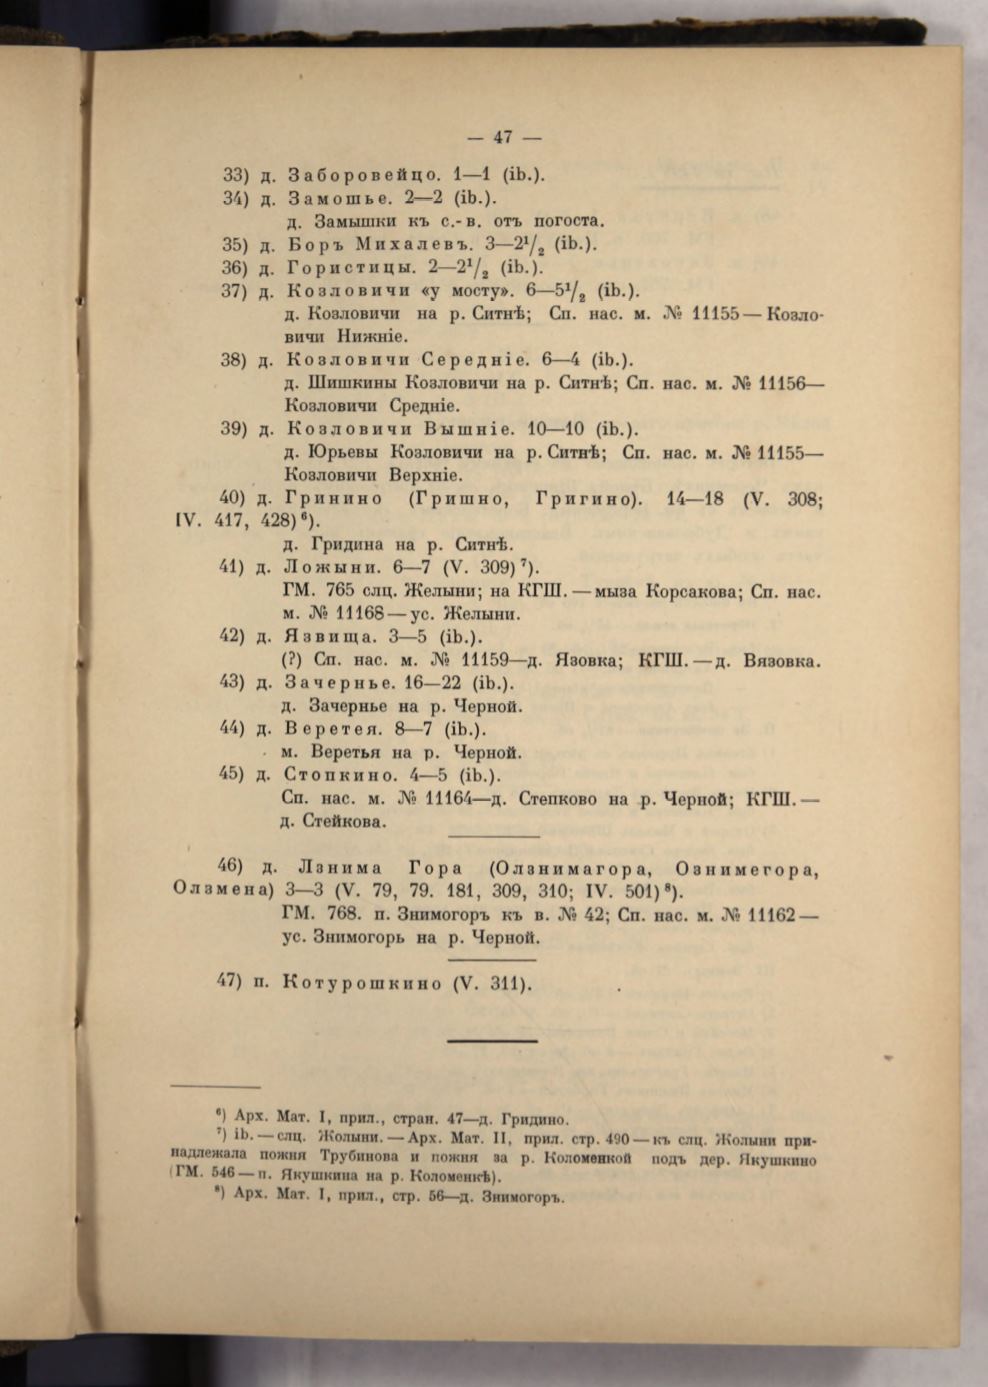 — 47 —
33) д. Заборовейцо. 1—1 (ib.).
34) д. Замошье. 2—2 (ib.).
д. Замышки къ с.-в. отъ погоста.
35) д. Боръ Михалевъ. 3—2¹/₂ (ib.).
36) д. Гористицы. 2—2¹/₂ (ib.).
37) д. Козловичи «у мосту». 6—5¹/₂ (ib.).
д. Козловичи на р. Ситнѣ; Сп. нас. м. № 11155—Козло-
вичи Нижніе.
38) д. Козловичи Середніе. 6—4 (ib.).
д. Шишкины Козловичи на р. Ситнѣ; Сп. нас. м. № 11156—
Козловичи Средніе.
39) д. Козловичи Вышніе. 10—10 (ib.).
д. Юрьевы Козловичи на р. Ситнѣ; Сп. нас. м. № 11155—
Козловичи Верхніе.
40) д. Гринино (Гришно, Григино). 14—18 (V. 308;
IV. 417, 428)⁶).
д. Гридина на р. Ситнѣ.
41) д. Ложыни. 6—7 (V. 309)⁷).
ГМ. 765 слц. Желыни; на КГШ.—мыза Корсакова; Сп. нас.
м. № 11168—ус. Желыни.
42) д. Язвища. 3—5 (ib.).
(?) Сп. нас. м. № 11159—д. Язовка; КГШ.—д. Вязовка.
43) д. Зачернье. 16—22 (ib.).
д. Зачернье на р. Черной.
44) д. Веретея. 8—7 (ib.).
м. Веретья на р. Черной.
45) д. Стопкино. 4—5 (ib.).
Сп. нас. м. № 11164—д. Степково на р. Черной; КГШ.—
д. Стейкова.
46) д. Лзнима Гора (Олзнимагора, Ознимегора,
Олзмена) 3—3 (V. 79, 79. 181, 309, 310; IV. 501)⁸).
ГМ. 768. п. Знимогоръ къ в. № 42; Сп. нас. м. № 11162—
ус. Знимогорь на р. Черной.
47) п. Котурошкино (V. 311).
⁶) Арх. Мат. I, прил., стран. 47—д. Гридино.
⁷) ib.—слц. Жолыни.—Арх. Мат. II, прил. стр. 490—къ слц. Жолыни при-
надлежала пожня Трубинова и пожня за р. Коломенкой подъ дер. Якушкино
(ГМ. 546—п. Якушкина на р. Коломенкѣ).
⁸) Арх. Мат. I, прил., стр. 56—д. Знимогоръ.